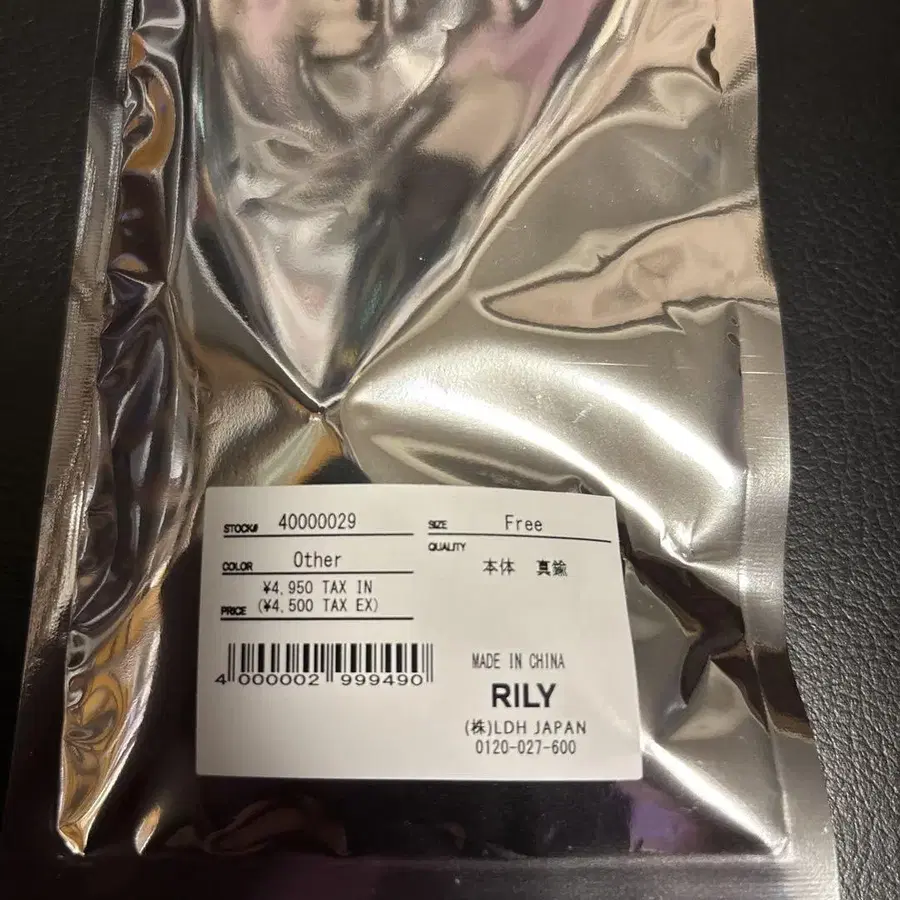 STOCK# 40000029
COLOR Other
¥4,950 TAX IN
PRICE (¥4,500 TAX EX)
4 000002 999490
SIZE Free
QUALITY
本体 真鍮
MADE IN CHINA
RILY
(株)LDH JAPAN
0120-027-600